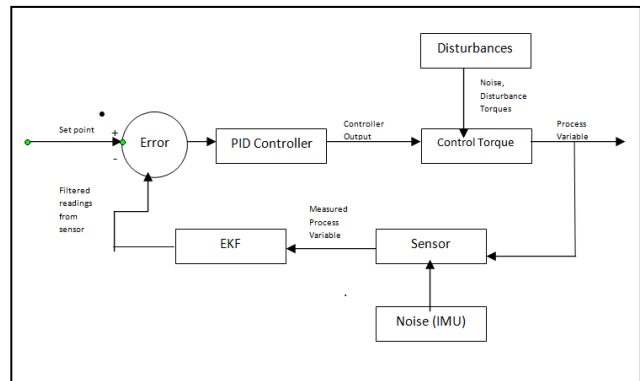 Disturbances
Noise,
Disturbance
Torques
Set point
+
-
Error
PID Controller
Controller
Output
Control Torque
Process
Variable
Filtered
readings
from
sensor
EKF
Measured
Process
Variable
Sensor
Noise (IMU)